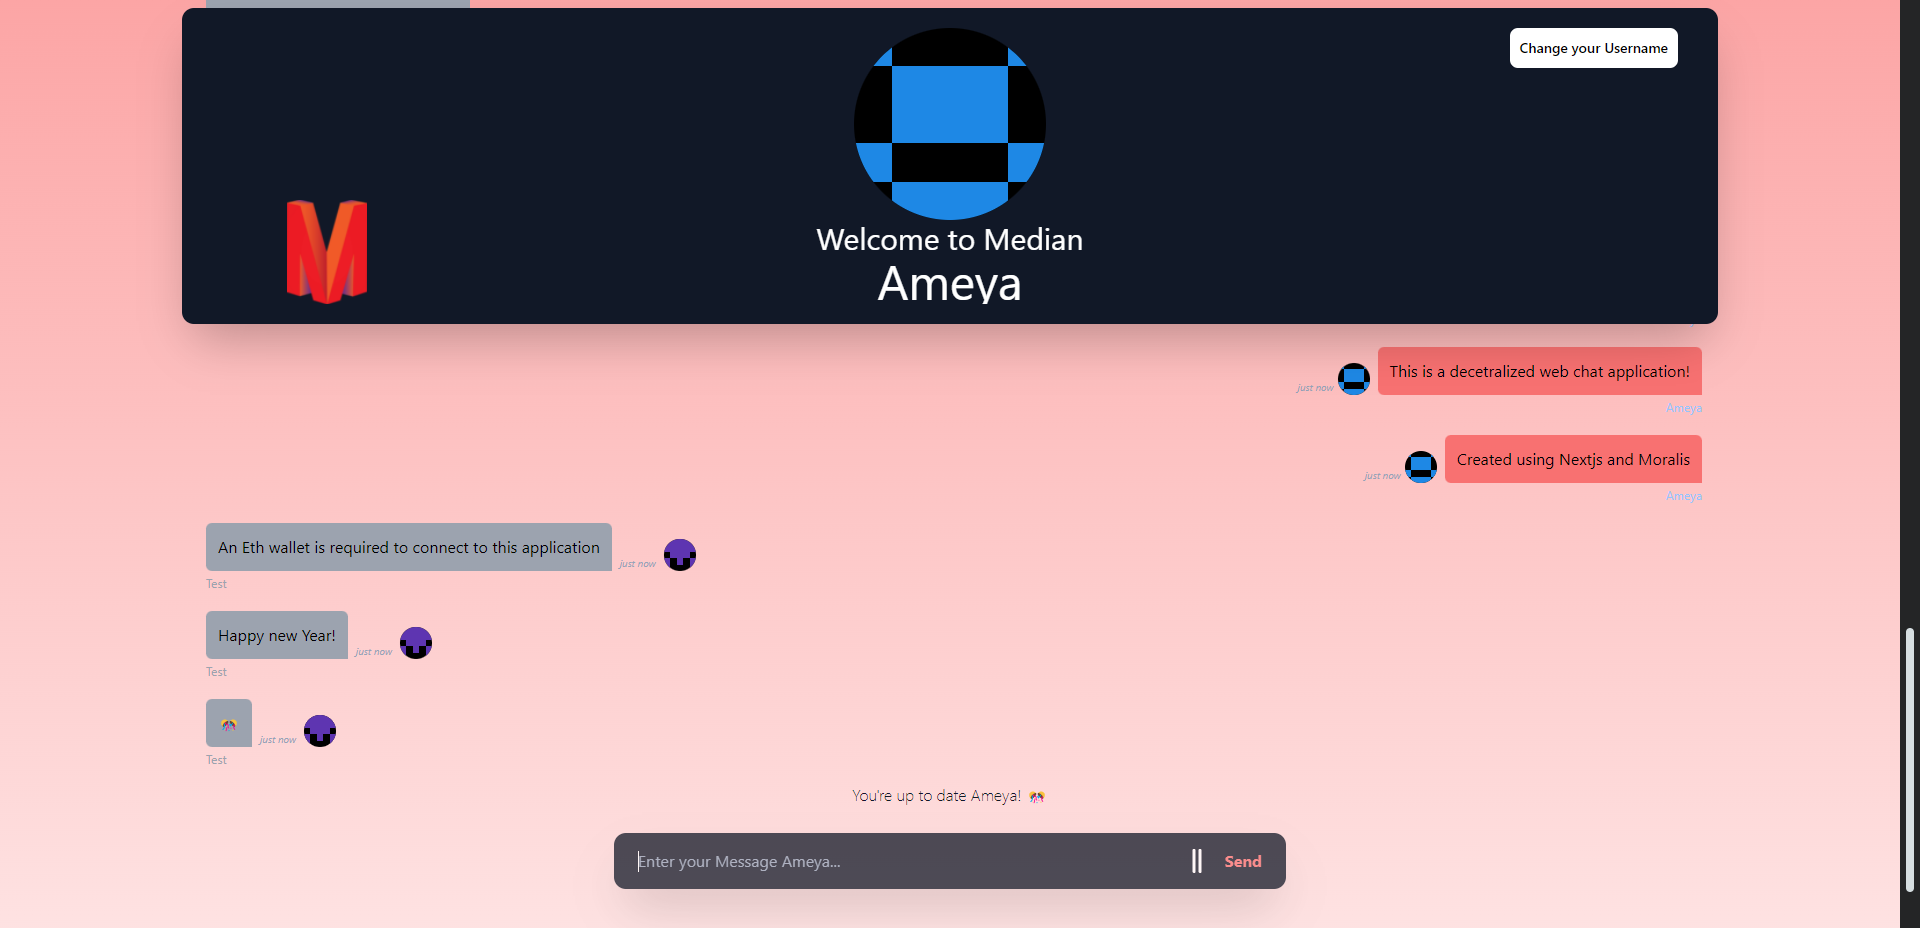 Change your Username
Welcome to Median
Ameya
This is a decetralized web chat application!
just now
Ameya
Created using Nextjs and Moralis
just now
Ameya
An Eth wallet is required to connect to this application
just now
Test
Happy new Year!
just now
Test
🎊
just now
Test
You're up to date Ameya! 🎊
Enter your Message Ameya...
Send